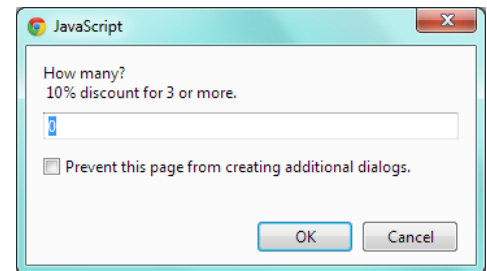 JavaScript
How many?
10% discount for 3 or more.
0
Prevent this page from creating additional dialogs.
OK Cancel